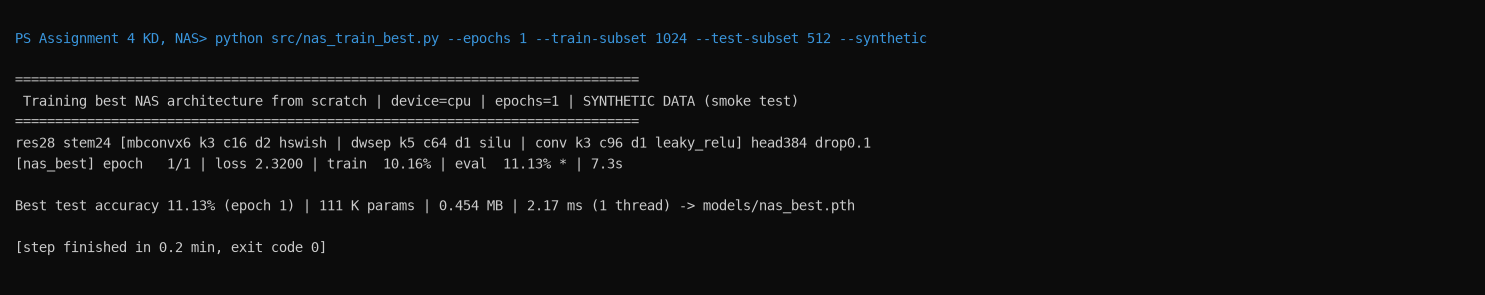 PS Assignment 4 KD, NAS> python src/nas_train_best.py --epochs 1 --train-subset 1024 --test-subset 512 --synthetic
==============================================================================
 Training best NAS architecture from scratch | device=cpu | epochs=1 | SYNTHETIC DATA (smoke test)
==============================================================================
res28 stem24 [mbconvx6 k3 c16 d2 hswish | dwsep k5 c64 d1 silu | conv k3 c96 d1 leaky_relu] head384 drop0.1
[nas_best] epoch   1/1 | loss 2.3200 | train  10.16% | eval  11.13% * | 7.3s
Best test accuracy 11.13% (epoch 1) | 111 K params | 0.454 MB | 2.17 ms (1 thread) -> models/nas_best.pth
[step finished in 0.2 min, exit code 0]